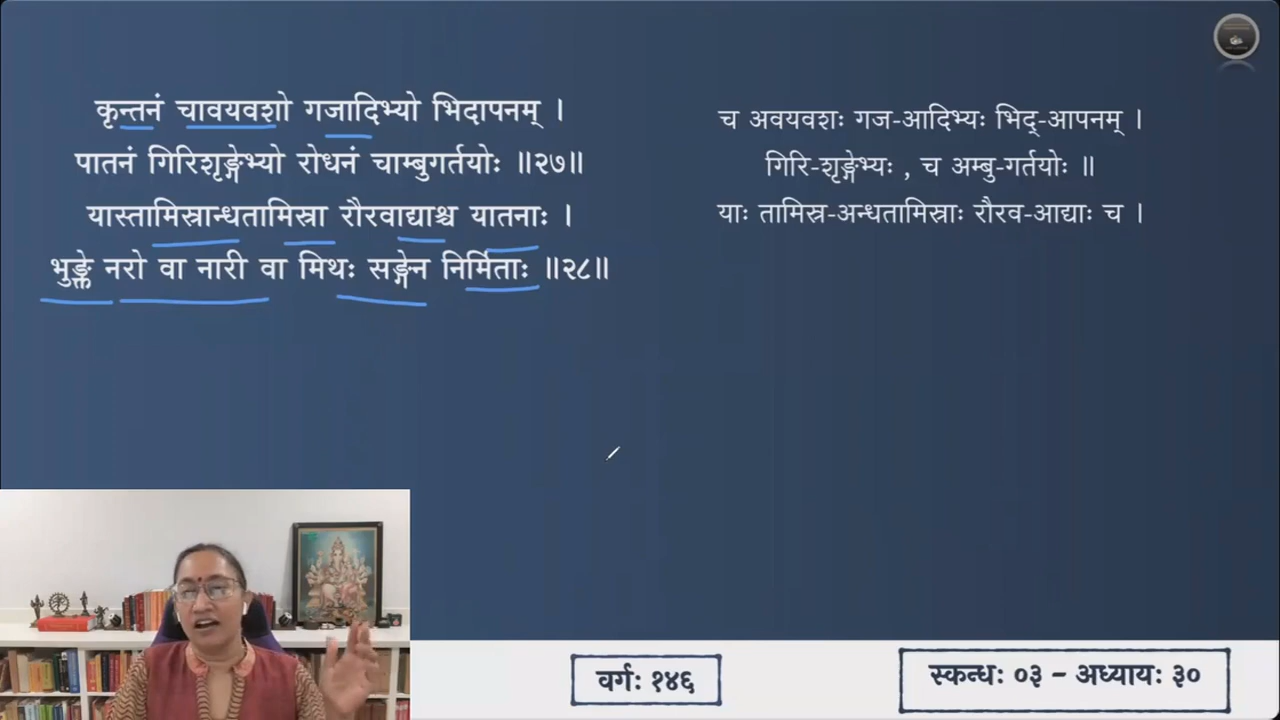 कृन्तनं चावयवशो गजादिभ्यो भिदापनम् ।
पातनं गिरिशृङ्गेभ्यो रोधनं चाम्बुगर्तयोः ॥२७॥
यास्तामिस्रान्धतामिस्रा रौरवाद्याश्च यातनाः ।
भुङ्क्ते नरो वा नारी वा मिथः सङ्गेन निर्मिताः ॥२८॥
च अवयवशः गज-आदिभ्यः भिद्-आपनम् ।
गिरि-शृङ्गेभ्यः , च अम्बु-गर्तयोः ॥
याः तामिस्र-अन्धतामिस्राः रौरव-आद्याः च ।
वर्गः १४६
स्कन्धः ०३ – अध्यायः ३०